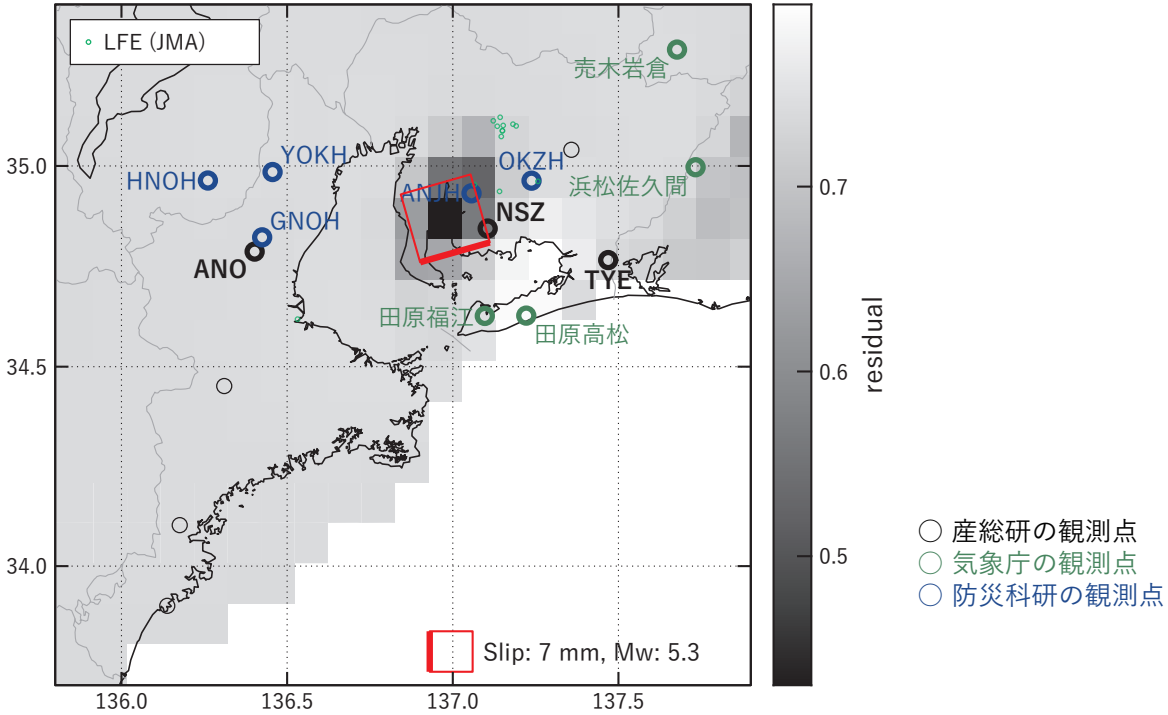 LFE (JMA)
売木岩倉
YOKH
OKZH
HNOH
ANJH
浜松佐久間
NSZ
GNOH
ANO
TYE
田原福江
田原高松
35.0
34.5
34.0
136.0
136.5
137.0
137.5
Slip: 7 mm, Mw: 5.3
0.7
0.6
0.5
residual
産総研の観測点
気象庁の観測点
防災科研の観測点